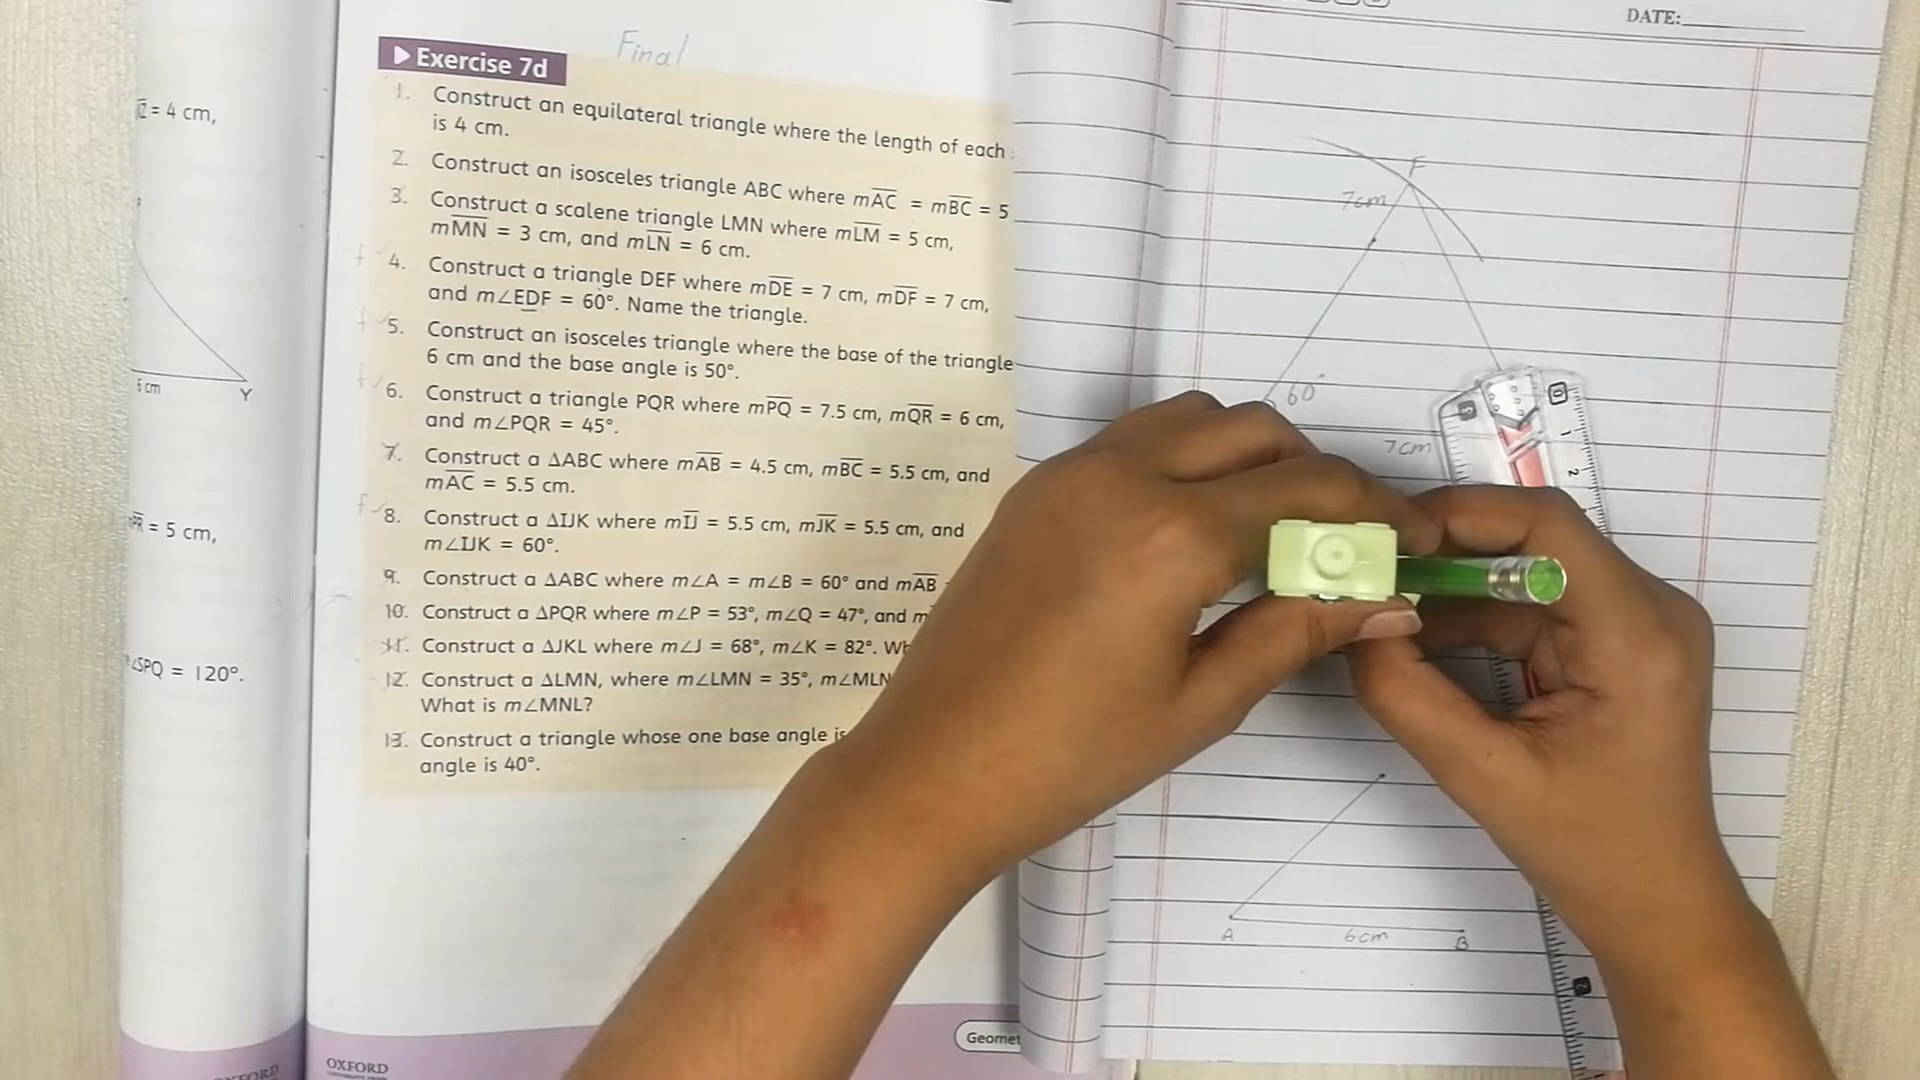 Final
Exercise 7d
1. Construct an equilateral triangle where the length of each
is 4 cm.
2. Construct an isosceles triangle ABC where mAC = mBC = 5
3. Construct a scalene triangle LMN where mLM = 5 cm,
mMN = 3 cm, and mLN = 6 cm.
4. Construct a triangle DEF where mDE = 7 cm, mDF = 7 cm,
and m∠EDF = 60°. Name the triangle.
5. Construct an isosceles triangle where the base of the triangle
6 cm and the base angle is 50°.
6. Construct a triangle PQR where mPQ = 7.5 cm, mQR = 6 cm,
and m∠PQR = 45°.
7. Construct a ΔABC where mAB = 4.5 cm, mBC = 5.5 cm, and
mAC = 5.5 cm.
8. Construct a ΔIJK where mIJ = 5.5 cm, mJK = 5.5 cm, and
m∠IJK = 60°.
9. Construct a ΔABC where m∠A = m∠B = 60° and mAB
10. Construct a ΔPQR where m∠P = 53°, m∠Q = 47°, and m
11. Construct a ΔJKL where m∠J = 68°, m∠K = 82°.
12. Construct a ΔLMN, where m∠LMN = 35°, m∠MLN
What is m∠MNL?
13. Construct a triangle whose one base angle is
angle is 40°.
OXFORD
= 4 cm,
6 cm Y
= 5 cm,
∠SPQ = 120°.
DATE:
F
7cm
60°
7cm
0
1
2
A 6cm B